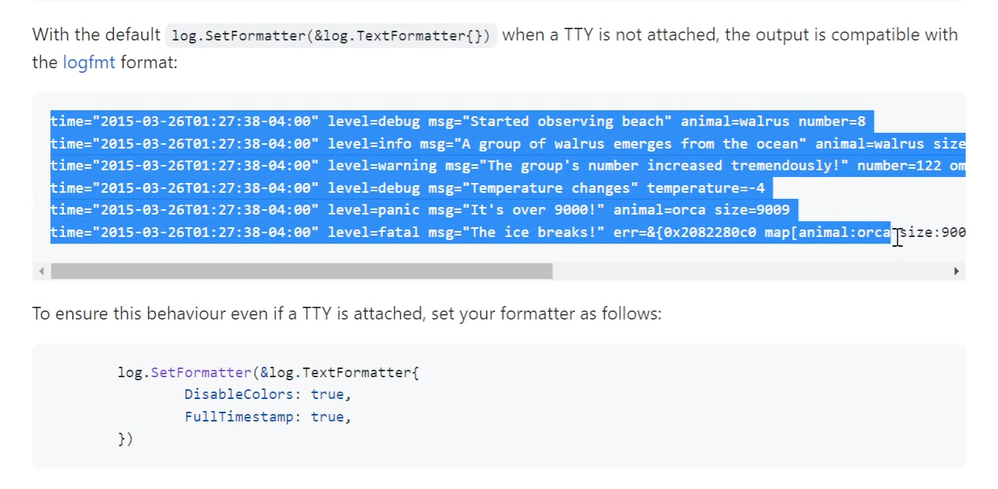 With the default log.SetFormatter(&log.TextFormatter{}) when a TTY is not attached, the output is compatible with
the logfmt format:
time="2015-03-26T01:27:38-04:00" level=debug msg="Started observing beach" animal=walrus number=8
time="2015-03-26T01:27:38-04:00" level=info msg="A group of walrus emerges from the ocean" animal=walrus size
time="2015-03-26T01:27:38-04:00" level=warning msg="The group's number increased tremendously!" number=122 om
time="2015-03-26T01:27:38-04:00" level=debug msg="Temperature changes" temperature=-4
time="2015-03-26T01:27:38-04:00" level=panic msg="It's over 9000!" animal=orca size=9009
time="2015-03-26T01:27:38-04:00" level=fatal msg="The ice breaks!" err=&{0x2082280c0 map[animal:orca size:900
To ensure this behaviour even if a TTY is attached, set your formatter as follows:
log.SetFormatter(&log.TextFormatter{
DisableColors: true,
FullTimestamp: true,
})